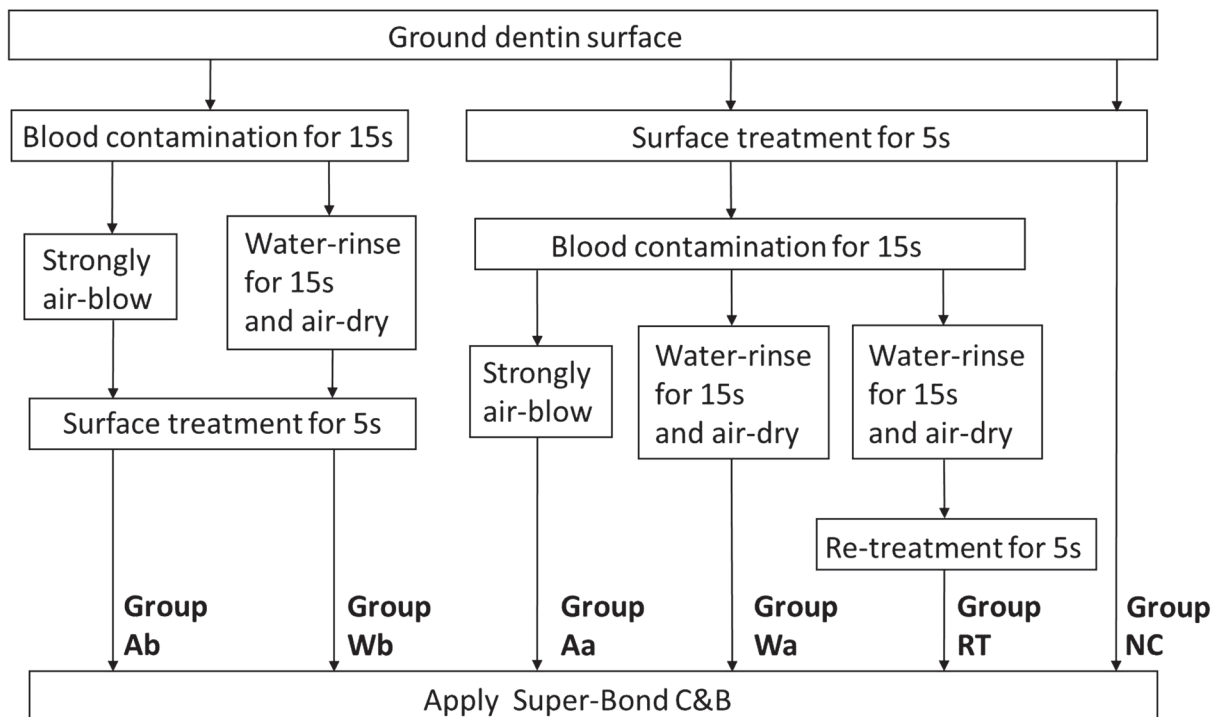 Ground dentin surface
Blood contamination for 15s
Surface treatment for 5s
Strongly
air-blow
Water-rinse
for 15s
and air-dry
Blood contamination for 15s
Surface treatment for 5s
Strongly
air-blow
Water-rinse
for 15s
and air-dry
Water-rinse
for 15s
and air-dry
Re-treatment for 5s
Group
Ab
Group
Wb
Group
Aa
Group
Wa
Group
RT
Group
NC
Apply Super-Bond C&B